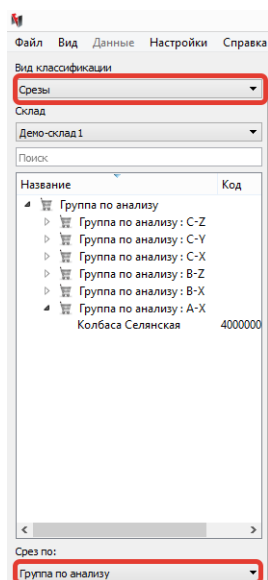 Файл Вид Данные Настройки Справка
Вид классификации
Срезы
Склад
Демо-склад 1
Поиск
Название Код
Группа по анализу
Группа по анализу : C-Z
Группа по анализу : C-Y
Группа по анализу : C-X
Группа по анализу : B-Z
Группа по анализу : B-X
Группа по анализу : A-X
Колбаса Селянская 4000000
Срез по:
Группа по анализу